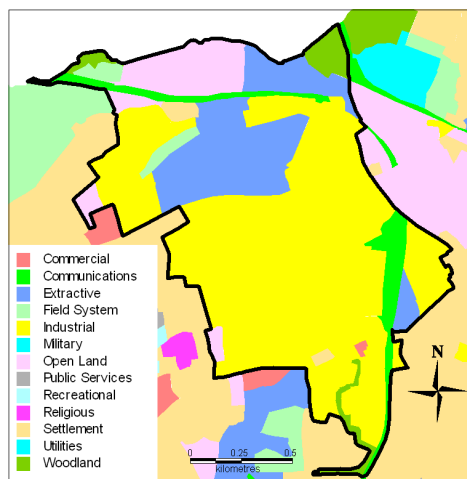 Commercial
Communications
Extractive
Field System
Industrial
Military
Open Land
Public Services
Recreational
Religious
Settlement
Utilities
Woodland
N
0 0.25 0.5
kilometres